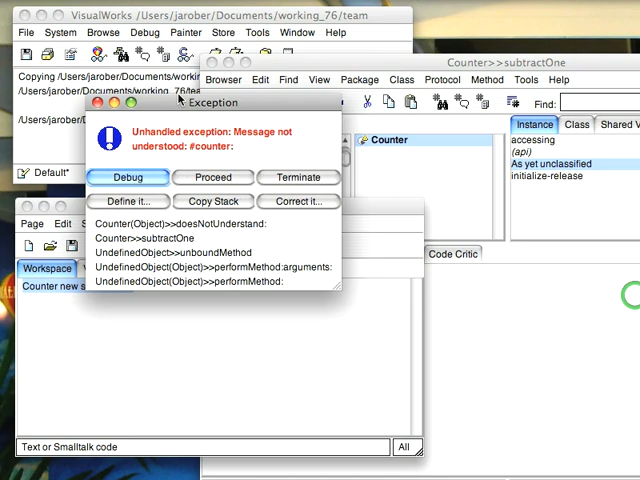 VisualWorks /Users/jarober/Documents/working_76/team
File System Browse Debug Painter Store Tools Window Help
Copying /Users/jarober/Documents/workin
/Users/jarober/Documents/working_76/tea
/Users/jarober/Do
Default*
Counter>>subtractOne
Browser Edit Find View Package Class Protocol Method Tools Help
Find:
Counter
Instance Class Shared V
accessing
(api)
As yet unclassified
initialize-release
Code Critic
Exception
Unhandled exception: Message not
understood: #counter:
Debug Proceed Terminate
Define it... Copy Stack Correct it...
Counter(Object)>>doesNotUnderstand:
Counter>>subtractOne
UndefinedObject>>unboundMethod
UndefinedObject(Object)>>performMethod:arguments:
UndefinedObject(Object)>>performMethod:
Page Edit S
Workspace V
Counter new s
Text or Smalltalk code
All